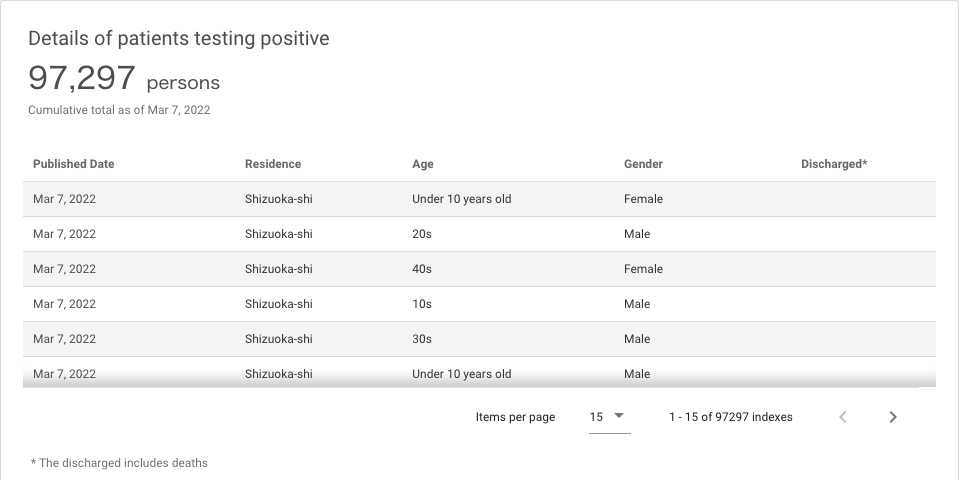 Details of patients testing positive
97,297 persons
Cumulative total as of Mar 7, 2022
Published Date Residence Age Gender Discharged*
Mar 7, 2022 Shizuoka-shi Under 10 years old Female
Mar 7, 2022 Shizuoka-shi 20s Male
Mar 7, 2022 Shizuoka-shi 40s Female
Mar 7, 2022 Shizuoka-shi 10s Male
Mar 7, 2022 Shizuoka-shi 30s Male
Mar 7, 2022 Shizuoka-shi Under 10 years old Male
Items per page 15 1 - 15 of 97297 indexes
* The discharged includes deaths